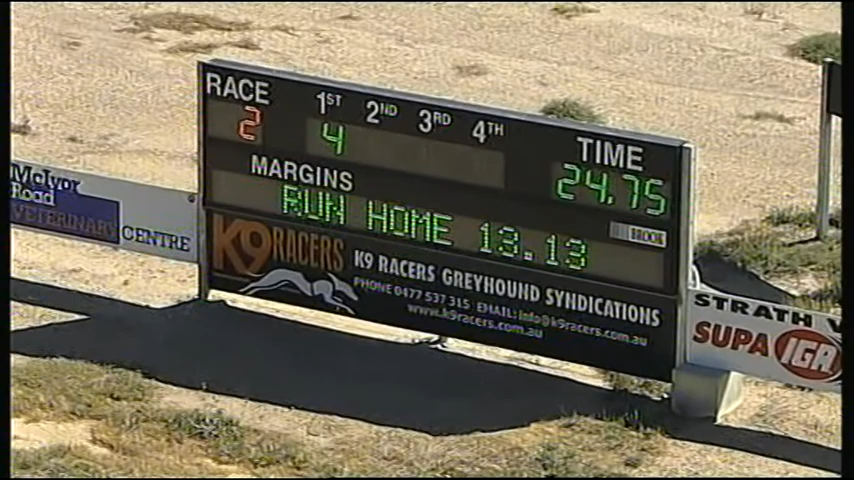 RACE 1ST 2ND 3RD 4TH TIME
2 4 24.75
MARGINS
RUN HOME 13.13
BROOK
K9 RACERS
K9 RACERS GREYHOUND SYNDICATIONS
PHONE 0477 537 315 EMAIL: info@k9racers.com.au
www.k9racers.com.au
McIvor
Road
VETERINARY
CENTRE
STRATH
SUPA IGA